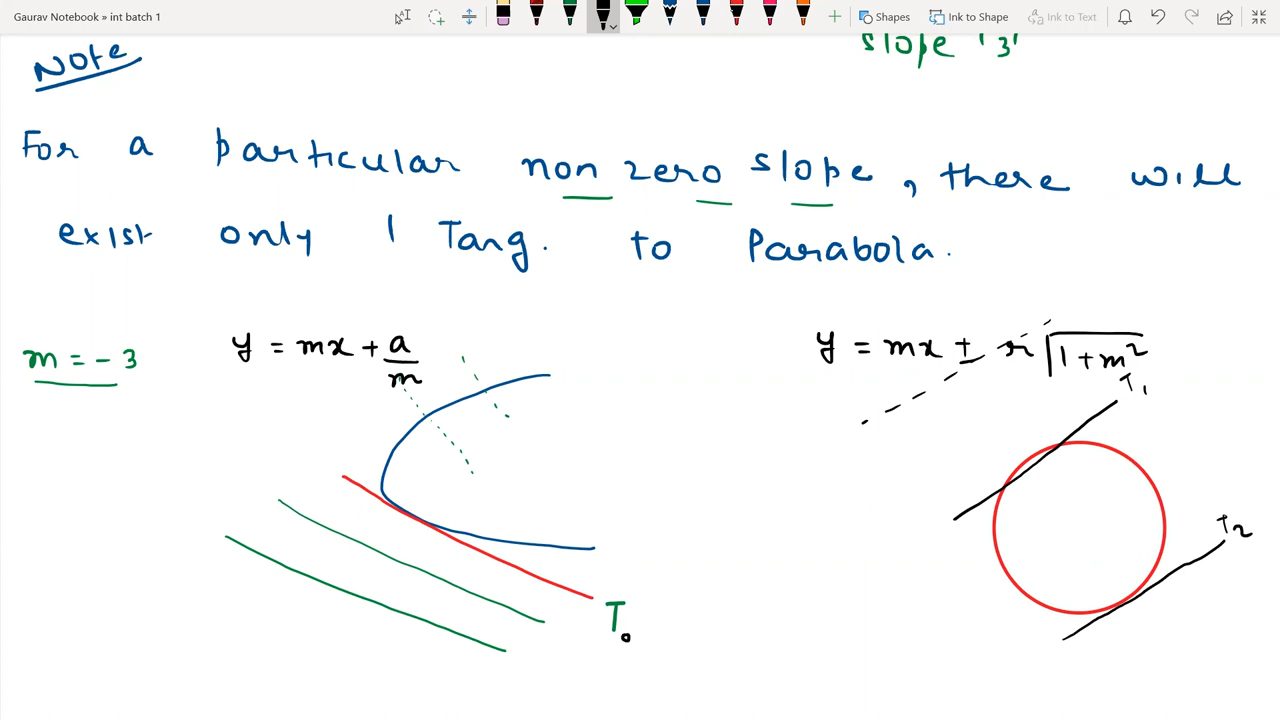 Gaurav Notebook » int batch 1
Shapes
Ink to Shape
Ink to Text
slope '3'
Note
For a particular non zero slope, there will
exist only 1 Tang. to Parabola.
m = - 3
y = mx + a/m
y = mx ± r√(1 + m²)
T₁
T₂
T₀